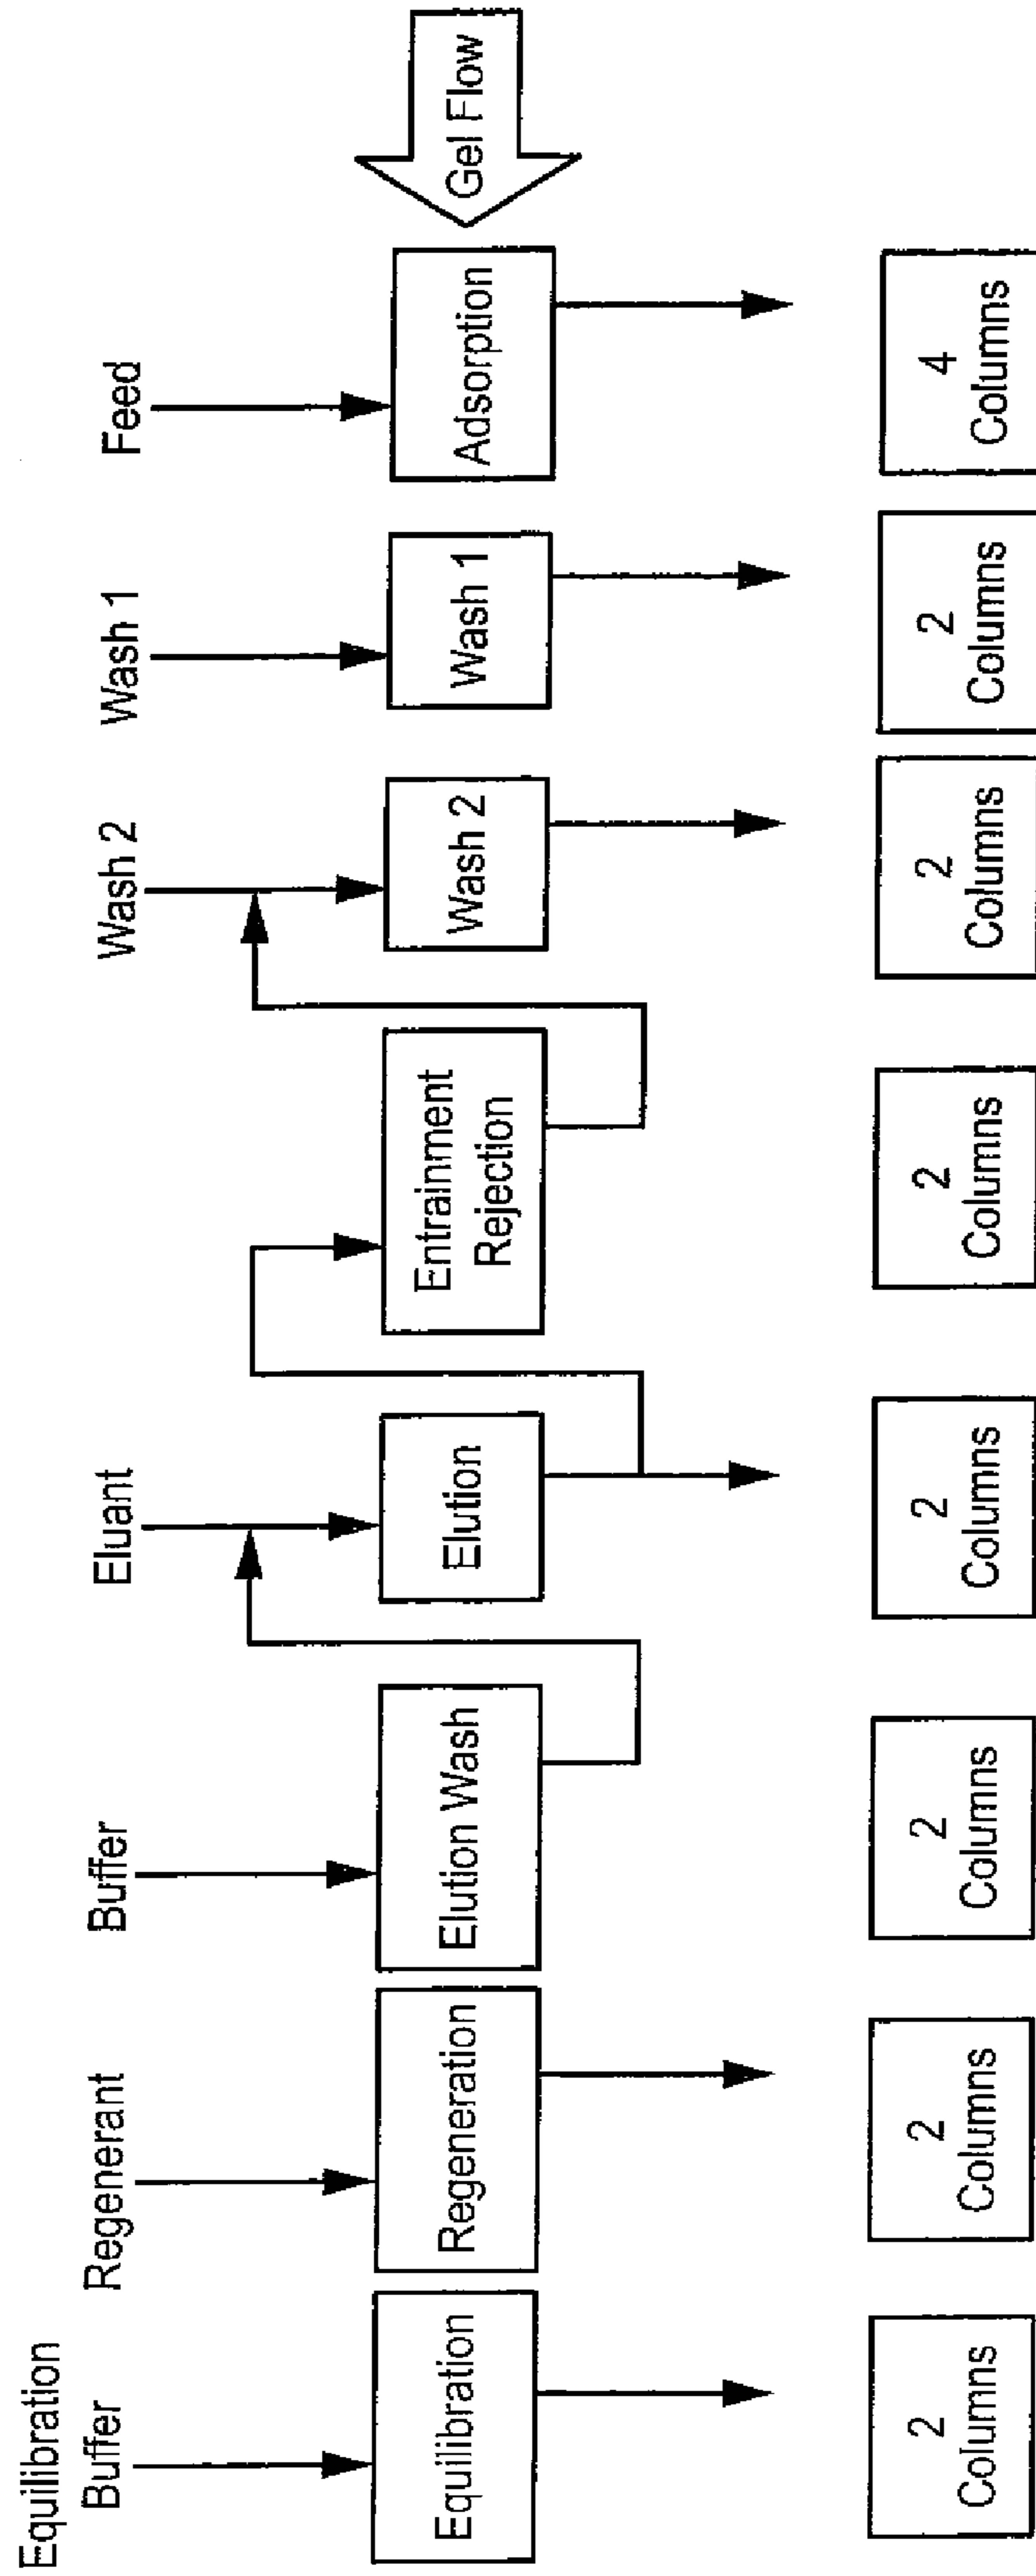 Equilibration
Buffer
Regenerant
Buffer
Eluant
Wash 2
Wash 1
Feed
Equilibration
Regeneration
Elution Wash
Elution
Entrainment
Rejection
Wash 2
Wash 1
Adsorption
Gel Flow
2
Columns
2
Columns
2
Columns
2
Columns
2
Columns
2
Columns
2
Columns
4
Columns